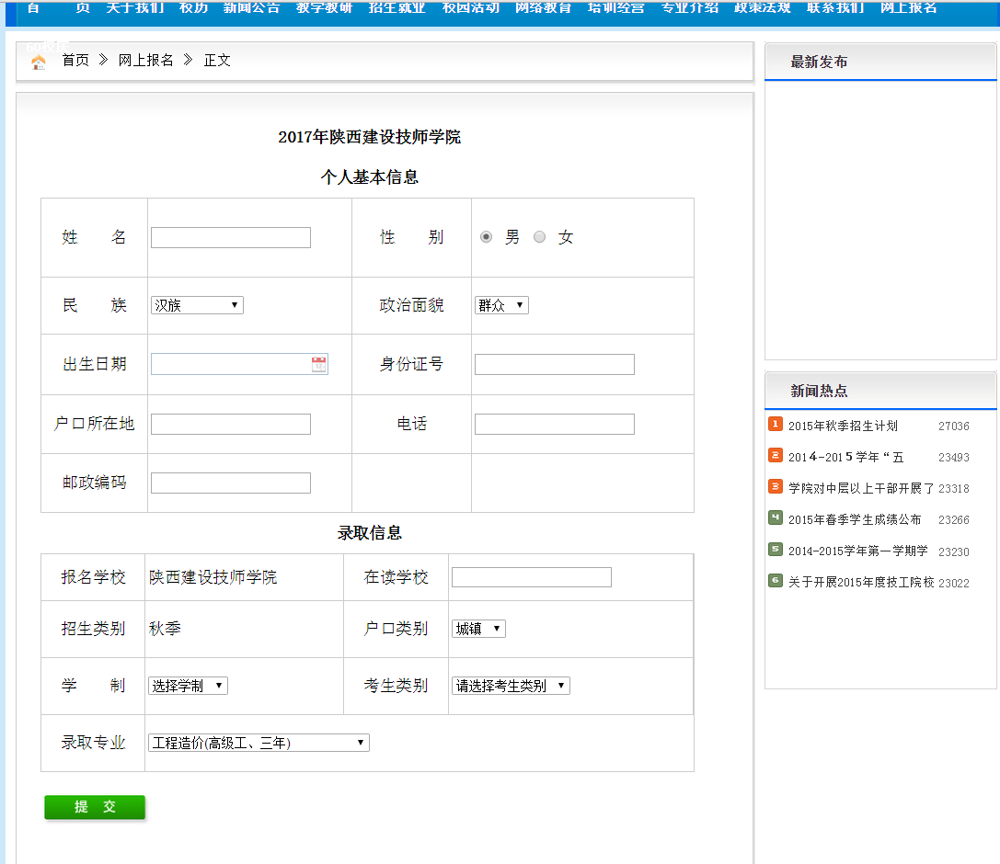 首 页 关于我们 校历 新闻公告 教学教研 招生就业 校园活动 网络教育 培训经营 专业介绍 政策法规 联系我们 网上报名
首页 > 网上报名 > 正文
2017年陕西建设技师学院
个人基本信息
姓 名 性 别 男 女
民 族 汉族 政治面貌 群众
出生日期 身份证号
户口所在地 电话
邮政编码
录取信息
报名学校 陕西建设技师学院 在读学校
招生类别 秋季 户口类别 城镇
学 制 选择学制 考生类别 请选择考生类别
录取专业 工程造价(高级工、三年)
提 交
最新发布
新闻热点
1 2015年秋季招生计划 27036
2 2014-2015学年“五 23493
3 学院对中层以上干部开展了 23318
4 2015年春季学生成绩公布 23266
5 2014-2015学年第一学期学 23230
6 关于开展2015年度技工院校 23022